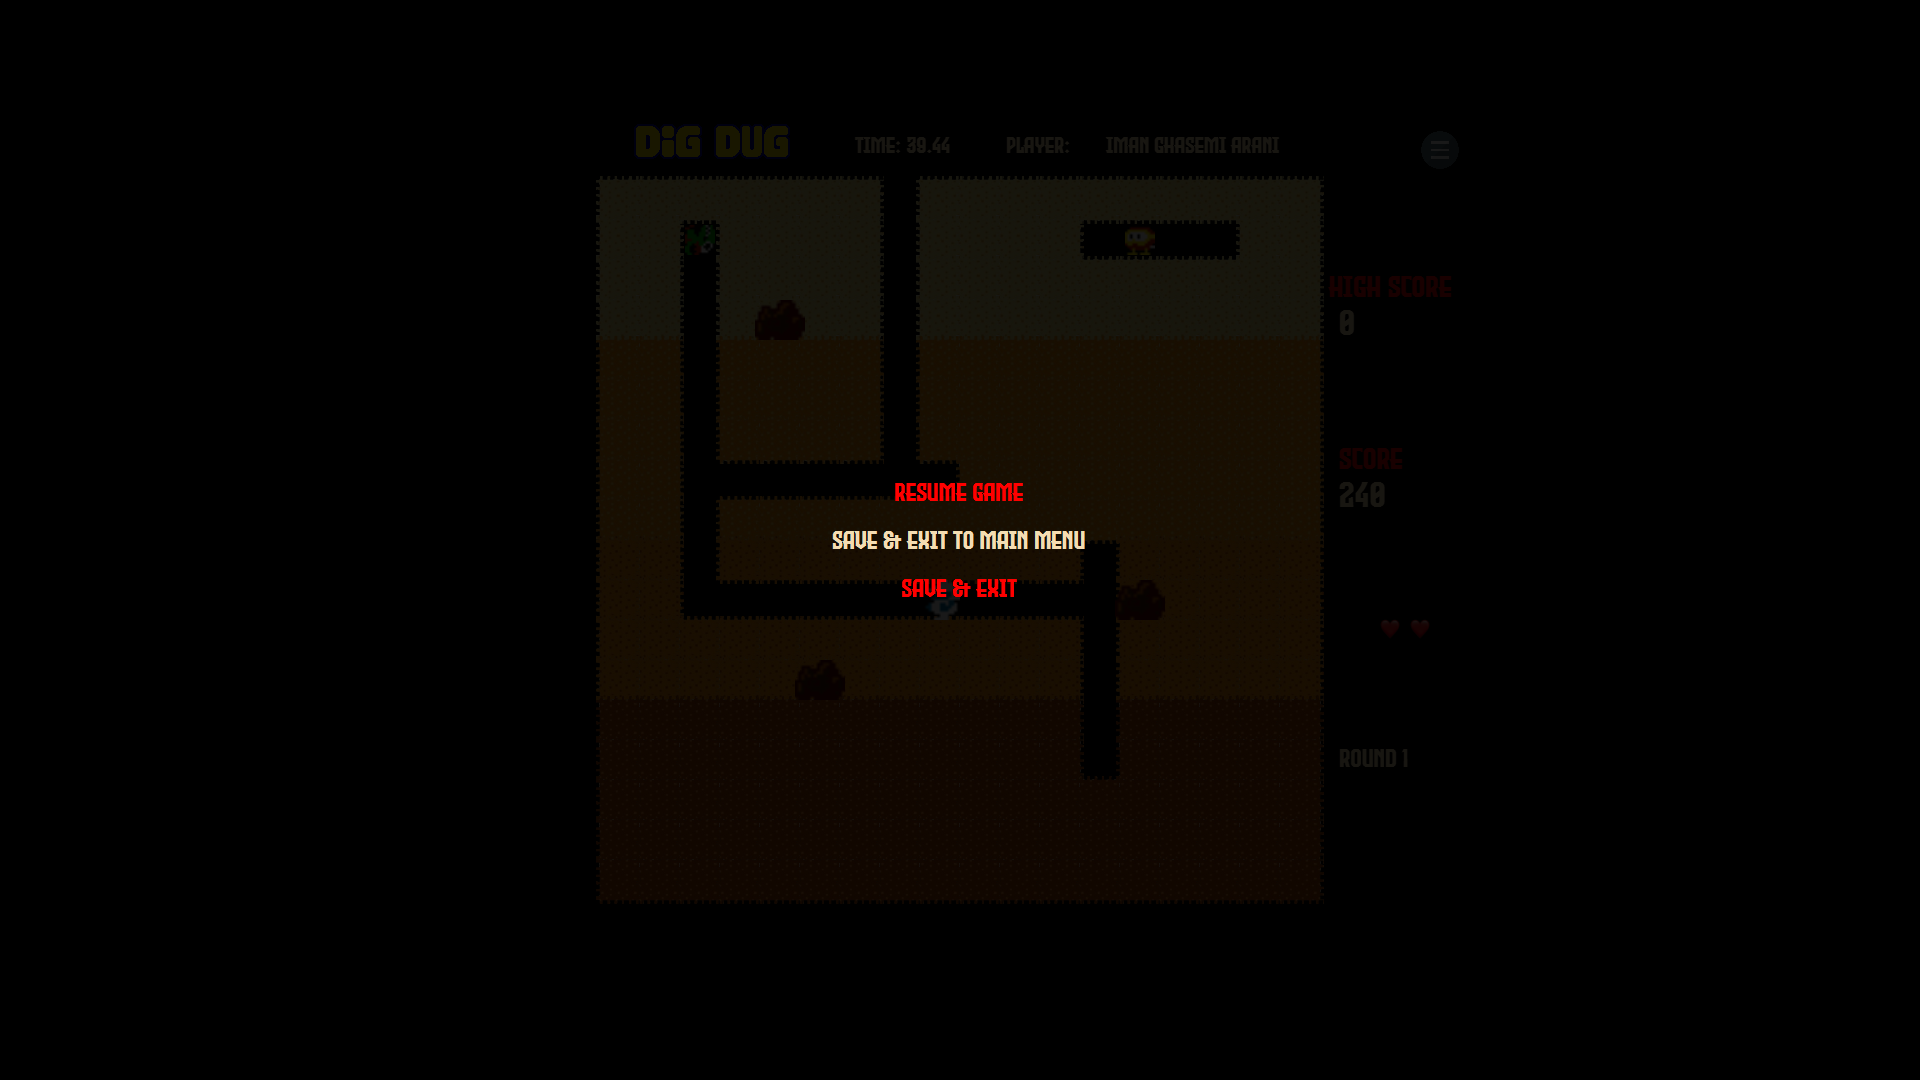 DiG DUG TIME: 39.44 PLAYER: IMAN GHASEMI ARANI
HIGH SCORE
0
SCORE
240
RESUME GAME
SAVE & EXIT TO MAIN MENU
SAVE & EXIT
ROUND 1